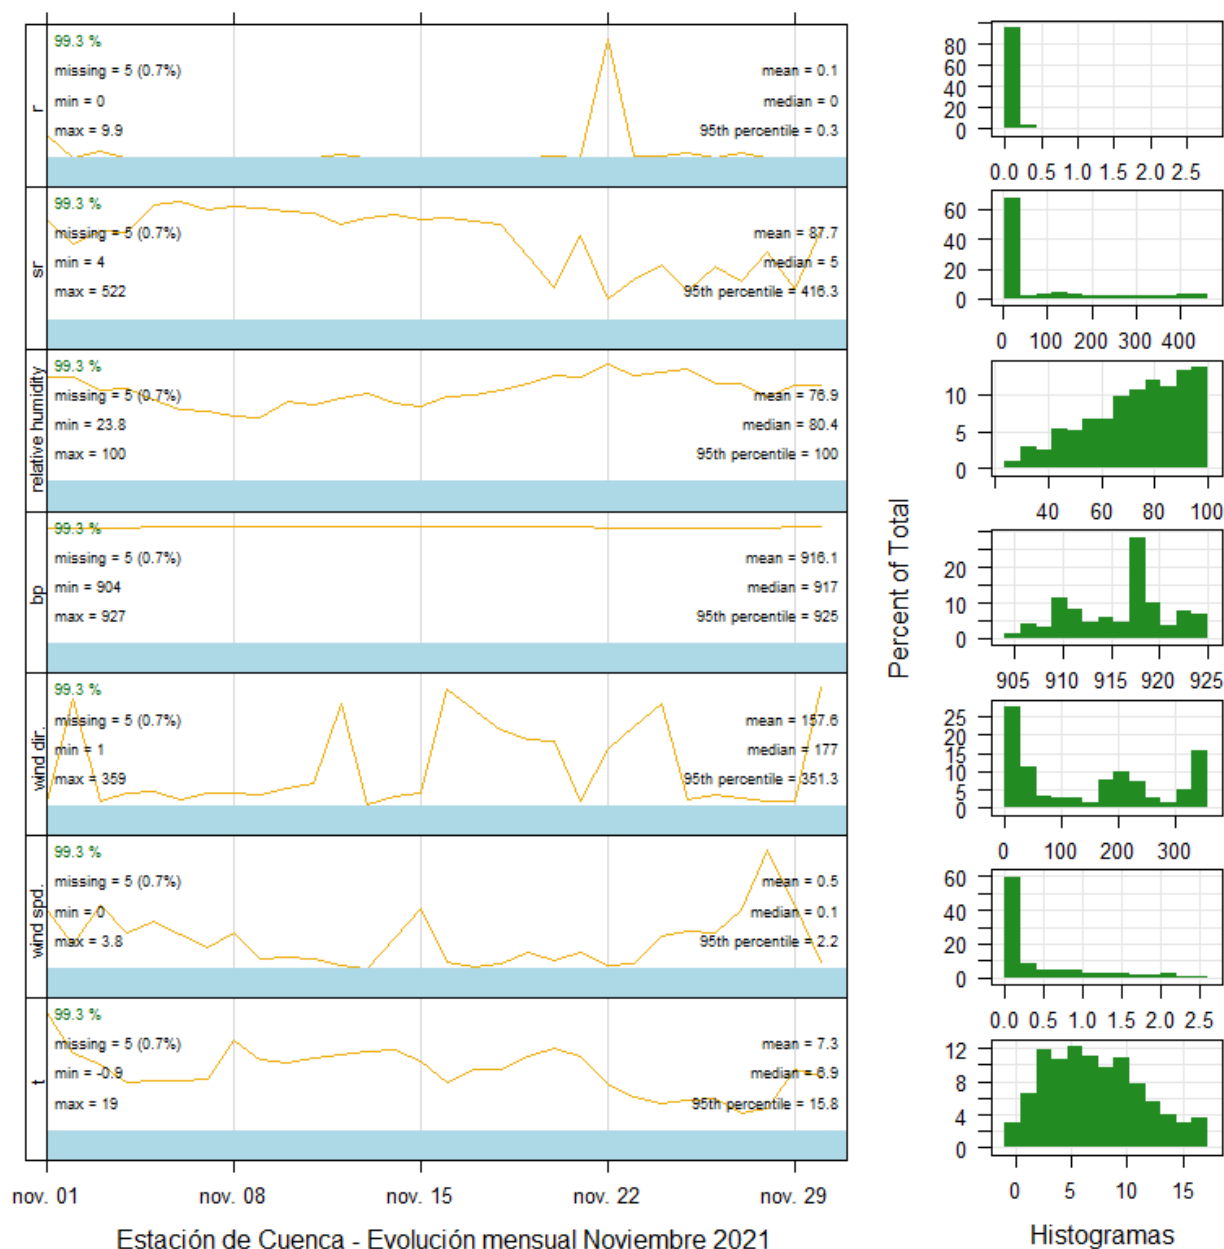 99.3 %
missing = 5 (0.7%)
min = 0
max = 9.9
mean = 0.1
median = 0
95th percentile = 0.3
r
80
60
40
20
0
0.0 0.5 1.0 1.5 2.0 2.5
99.3 %
missing = 5 (0.7%)
min = 4
max = 522
mean = 87.7
median = 5
95th percentile = 416.3
sr
60
40
20
0
0 100 200 300 400
99.3 %
missing = 5 (0.7%)
min = 23.8
max = 100
mean = 76.9
median = 80.4
95th percentile = 100
relative humidity
10
5
0
40 60 80 100
99.3 %
missing = 5 (0.7%)
min = 904
max = 927
mean = 916.1
median = 917
95th percentile = 925
bp
Percent of Total
20
10
0
905 910 915 920 925
99.3 %
missing = 5 (0.7%)
min = 1
max = 359
mean = 157.6
median = 177
95th percentile = 351.3
wind dir.
25
20
15
10
5
0
0 100 200 300
99.3 %
missing = 5 (0.7%)
min = 0
max = 3.8
mean = 0.5
median = 0.1
95th percentile = 2.2
wind spd.
60
40
20
0
0.0 0.5 1.0 1.5 2.0 2.5
99.3 %
missing = 5 (0.7%)
min = -0.9
max = 19
mean = 7.3
median = 6.9
95th percentile = 15.8
t
12
8
4
0
0 5 10 15
nov. 01 nov. 08 nov. 15 nov. 22 nov. 29
Estación de Cuenca - Evolución mensual Noviembre 2021
Histogramas